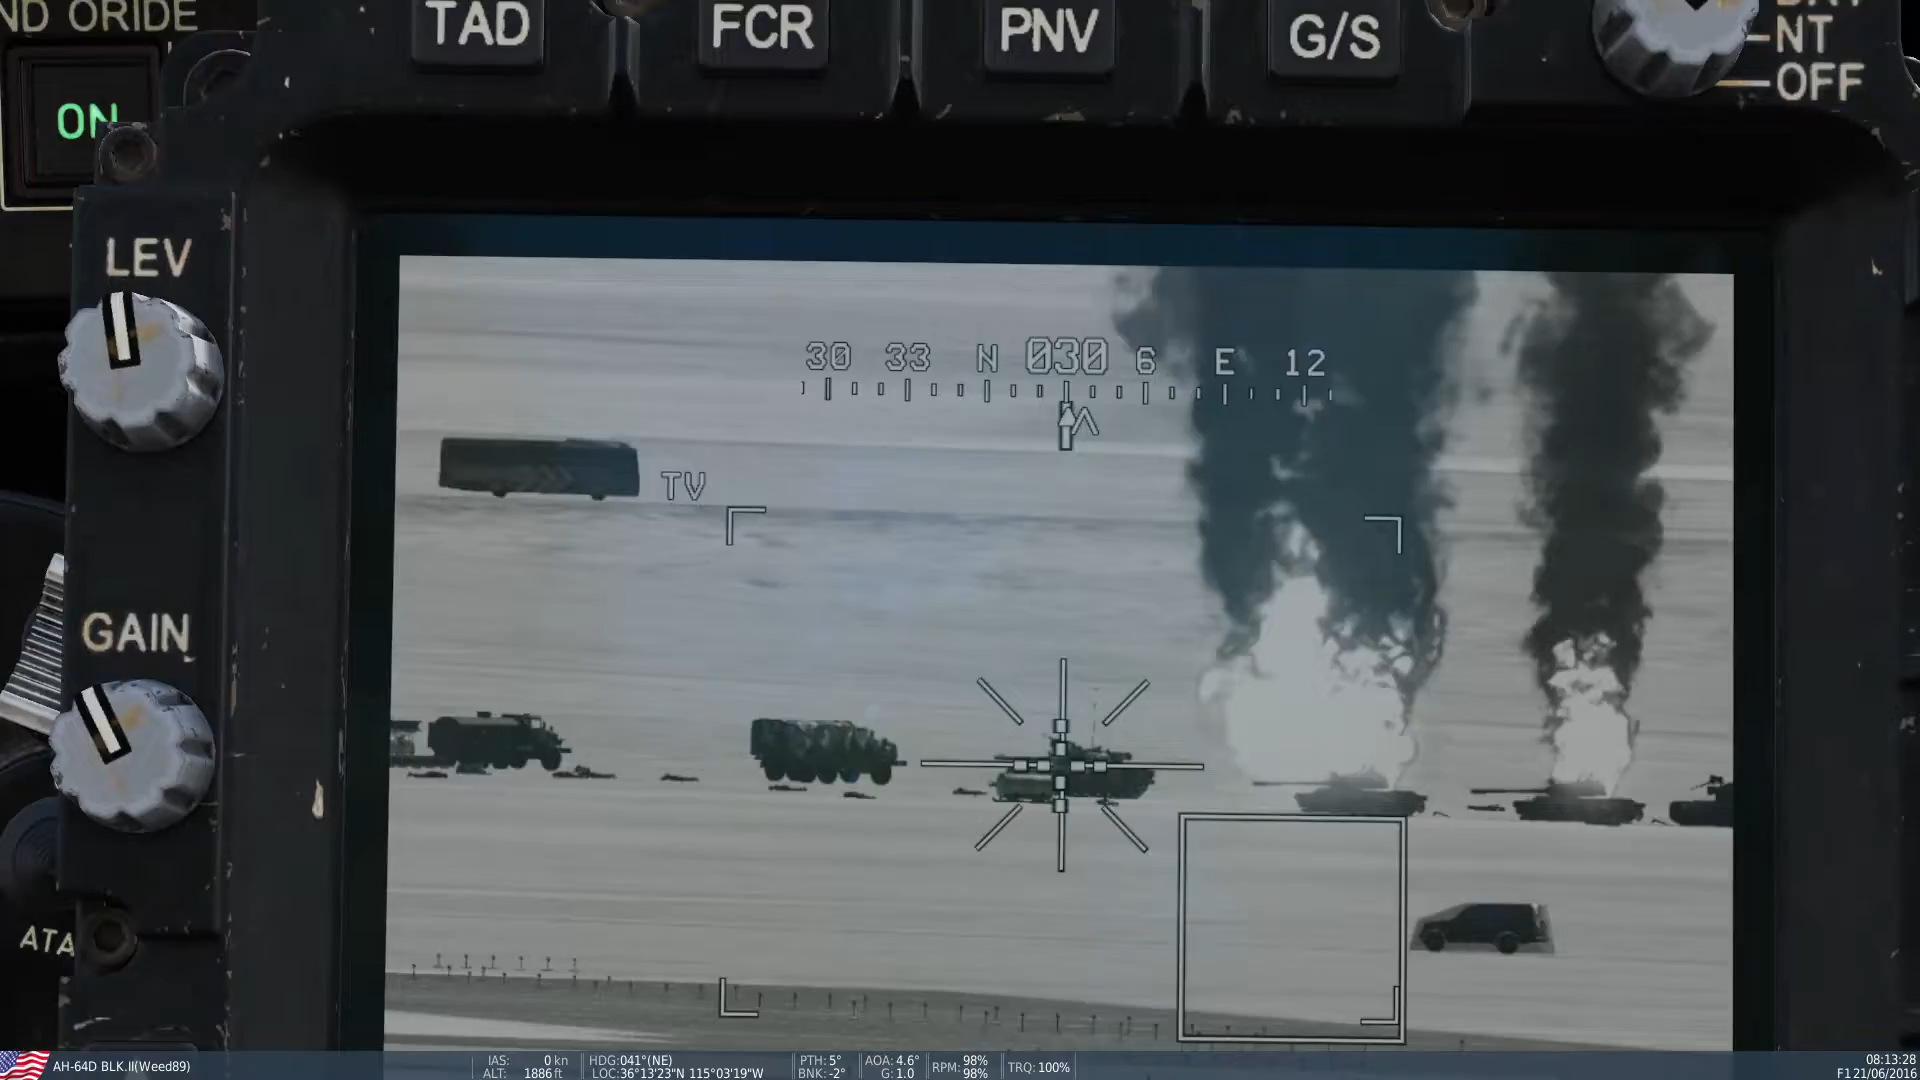 ND ORIDE
TAD
FCR
PNV
G/S
NT
OFF
ON
LEV
GAIN
ATA
30 33 N 030 6 E 12
TV
AH-64D BLK.II(Weed89)
IAS: 0 kn
ALT: 1886 ft
HDG:041°(NE)
LOC:36°13'23"N 115°03'19"W
PTH: 5°
BNK: -2°
AOA: 4.6°
G: 1.0
RPM: 98%
98%
TRQ: 100%
08:13:28
F1 21/06/2016